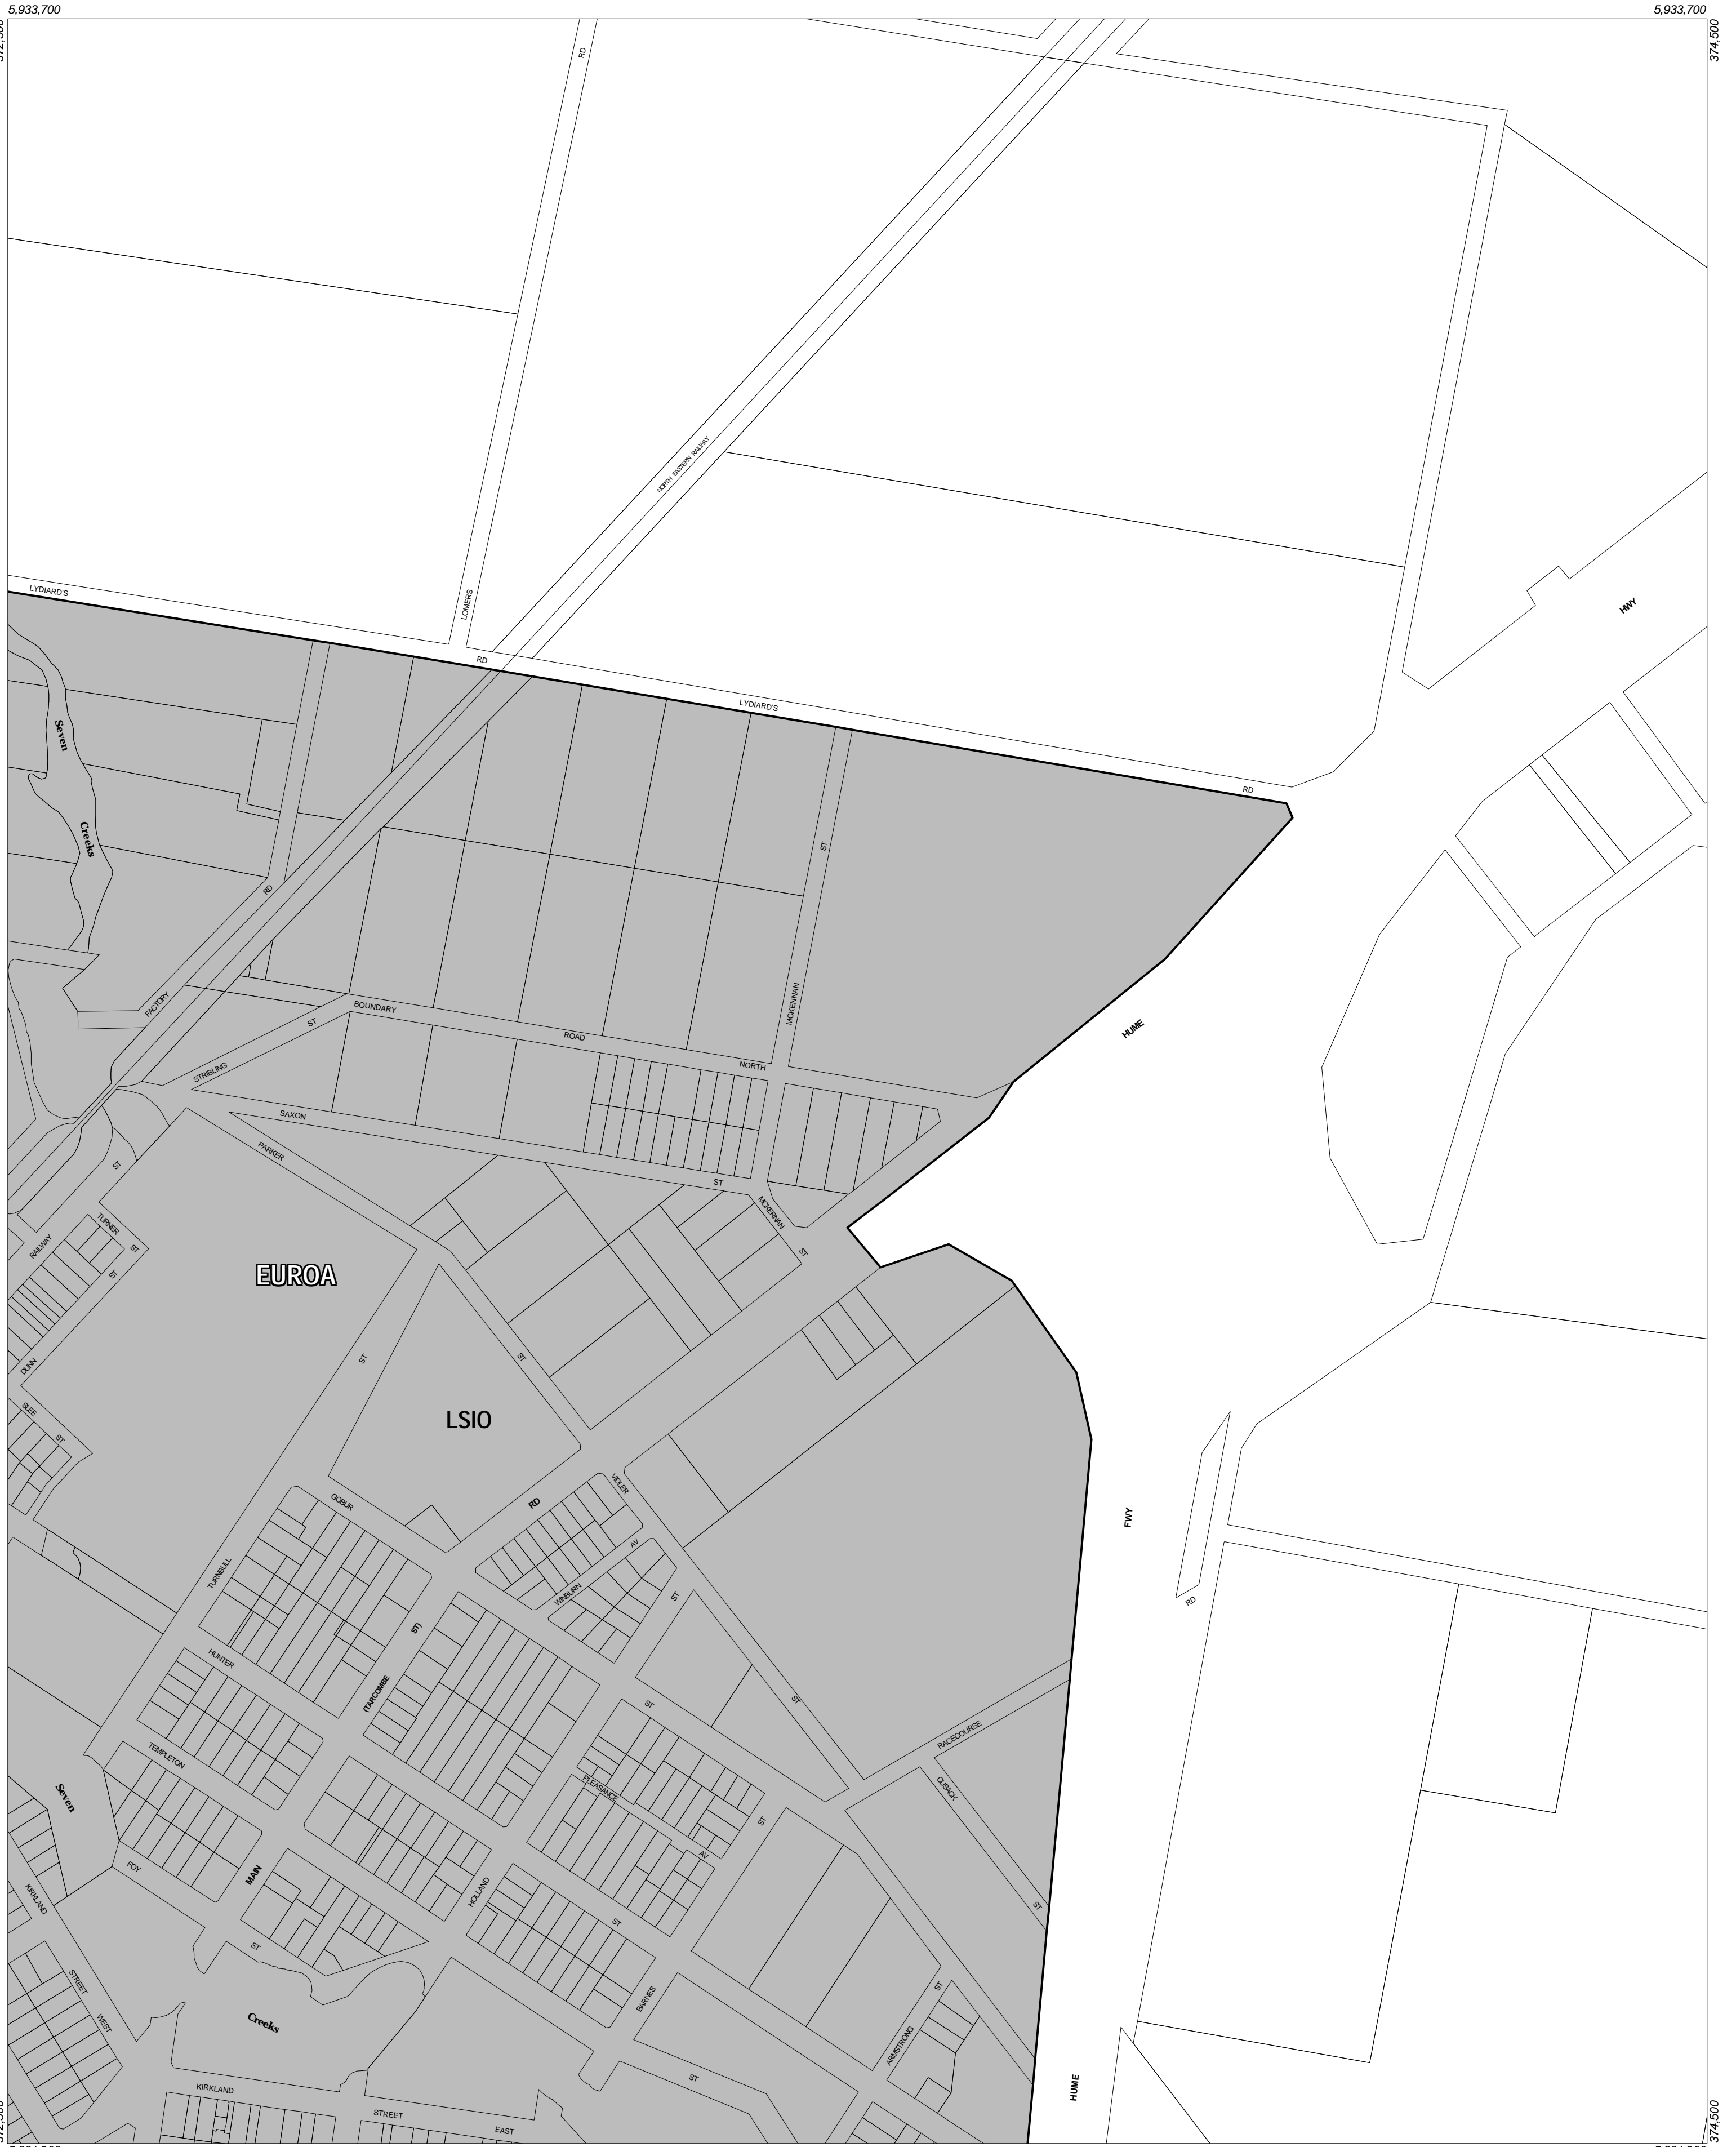 5,933,700
5,933,700
374,500
RD
NORTH EASTERN RAILWAY
LOMERS
LYDIARD'S
HWY
RD
LYDIARD'S
RD
Seven
Creeks
ST
RD
FACTORY
MCKENNAN
BOUNDARY
ST
ROAD
HUME
NORTH
STRIBLING
SAXON
PARKER
ST
ST
MCKERNAN
TURNER
ST
RAILWAY
ST
ST
EUROA
ST
ST
DUNN
SLEE
ST
LSIO
VIDLER
GOBUR
RD
FWY
AV
TURNBULL
WINBURN
ST
RD
ST)
HUNTER
(TARCOMBE
ST
ST
RACECOURSE
TEMPLETON
PLEASANCE
CUSACK
Seven
ST
AV
FOY
MAIN
HOLLAND
KIRKLAND
ST
ST
ST
STREET
ST
BARNES
WEST
Creeks
ARMSTRONG
ST
HUME
KIRKLAND
STREET
EAST
374,500